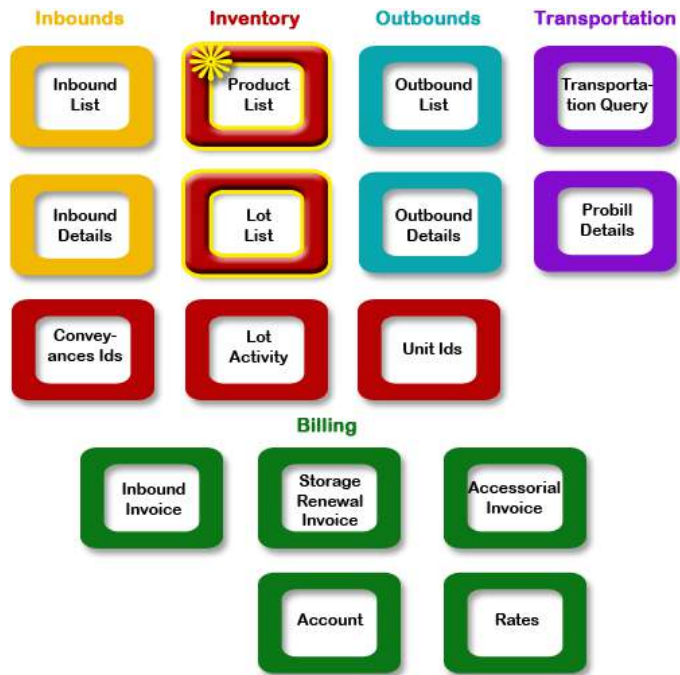 Inbounds Inventory Outbounds Transportation
Inbound
List
Product
List
Outbound
List
Transporta-
tion Query
Inbound
Details
Lot
List
Outbound
Details
Probill
Details
Convey-
ances Ids
Lot
Activity
Unit Ids
Billing
Inbound
Invoice
Storage
Renewal
Invoice
Accessorial
Invoice
Account
Rates